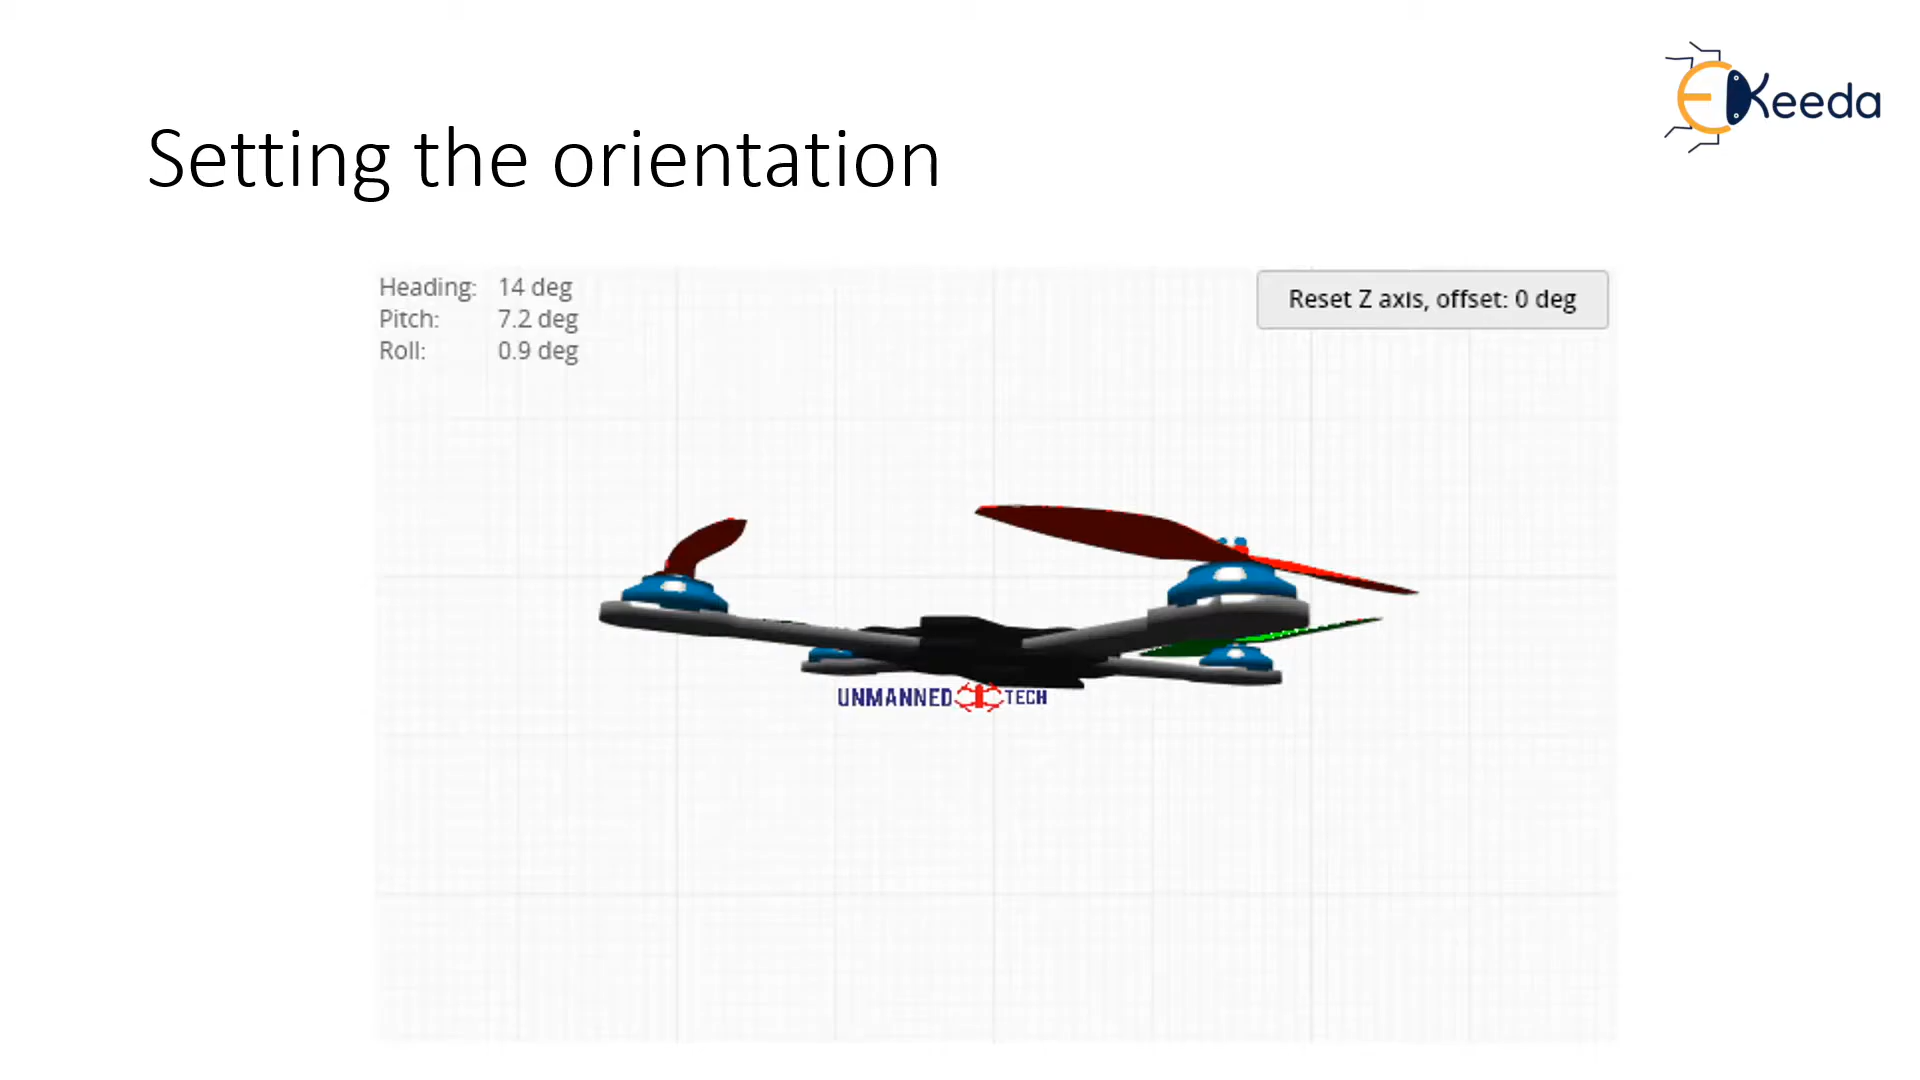 EKeeda
Setting the orientation
Heading: 14 deg
Pitch: 7.2 deg
Roll: 0.9 deg
Reset Z axis, offset: 0 deg
UNMANNED TECH